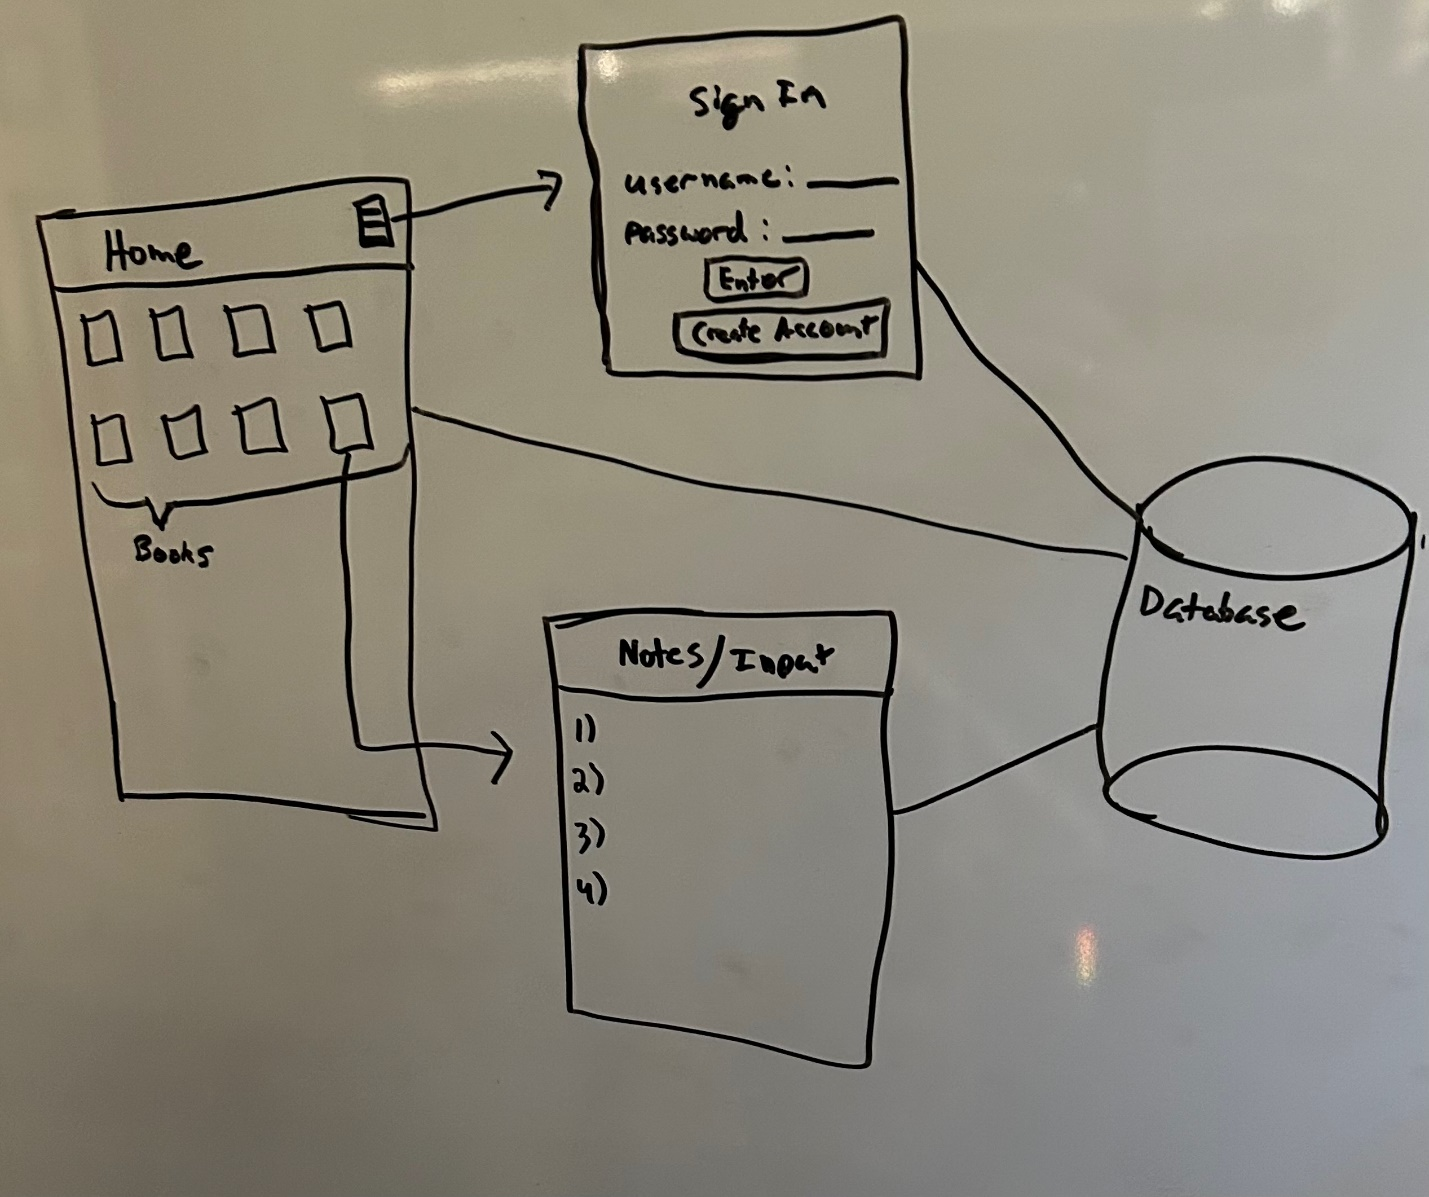 Sign In
username:
password:
Enter
Create Account
Home
Books
Database
Notes/Input
1)
2)
3)
4)